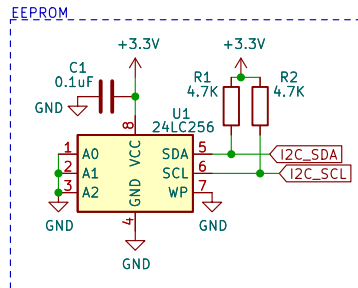 EEPROM
+3.3V
+3.3V
C1
0.1uF
GND
R1
4.7K
R2
4.7K
U1
24LC256
8
VCC
1
A0
2
A1
3
A2
SDA
5
I2C_SDA
SCL
6
I2C_SCL
WP
7
GND
4
GND
GND
GND